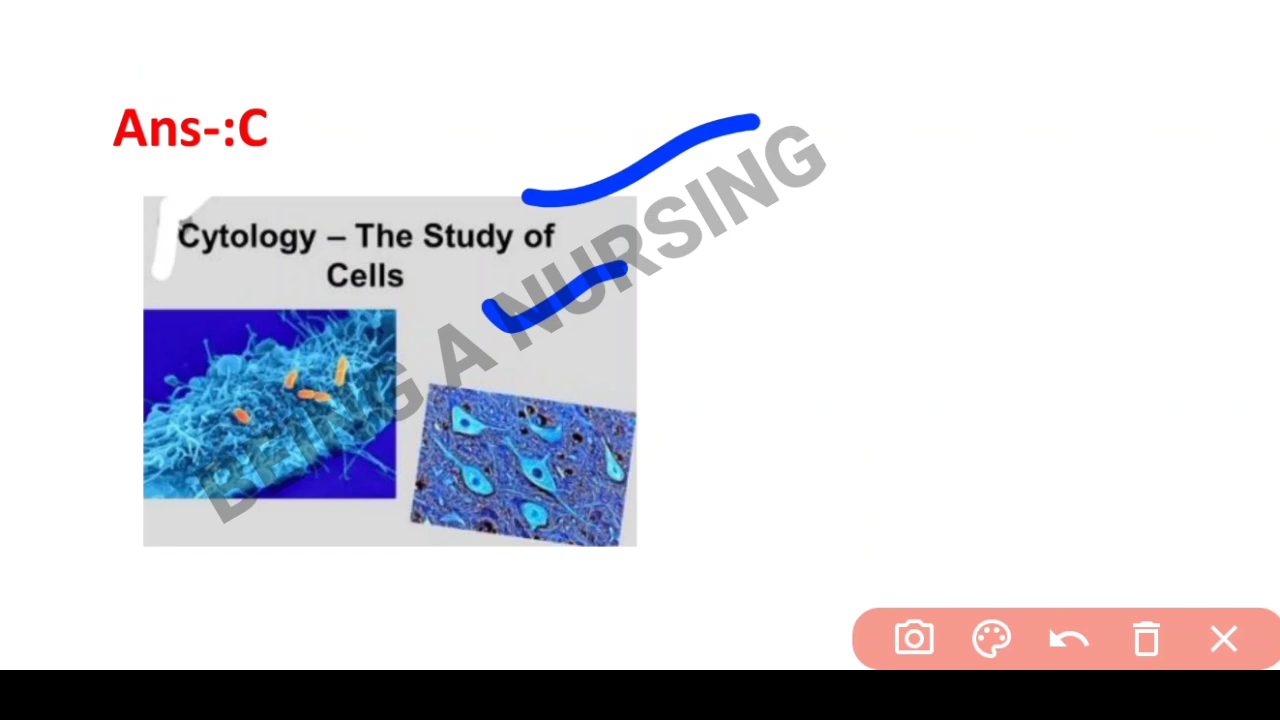 Ans-:C
Cytology – The Study of
Cells
BEING A NURSING